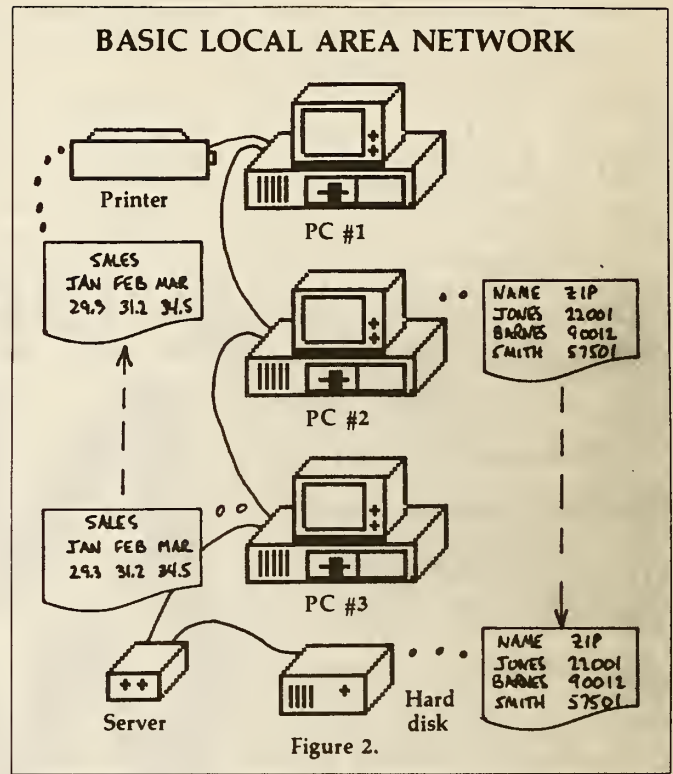 BASIC LOCAL AREA NETWORK
Printer
PC #1
SALES
JAN FEB MAR
29.3 31.2 34.5
NAME ZIP
JONES 22001
BARNES 90012
SMITH 57501
PC #2
SALES
JAN FEB MAR
29.3 31.2 34.5
PC #3
NAME ZIP
JONES 22001
BARNES 90012
SMITH 57501
Server
Hard
disk
Figure 2.